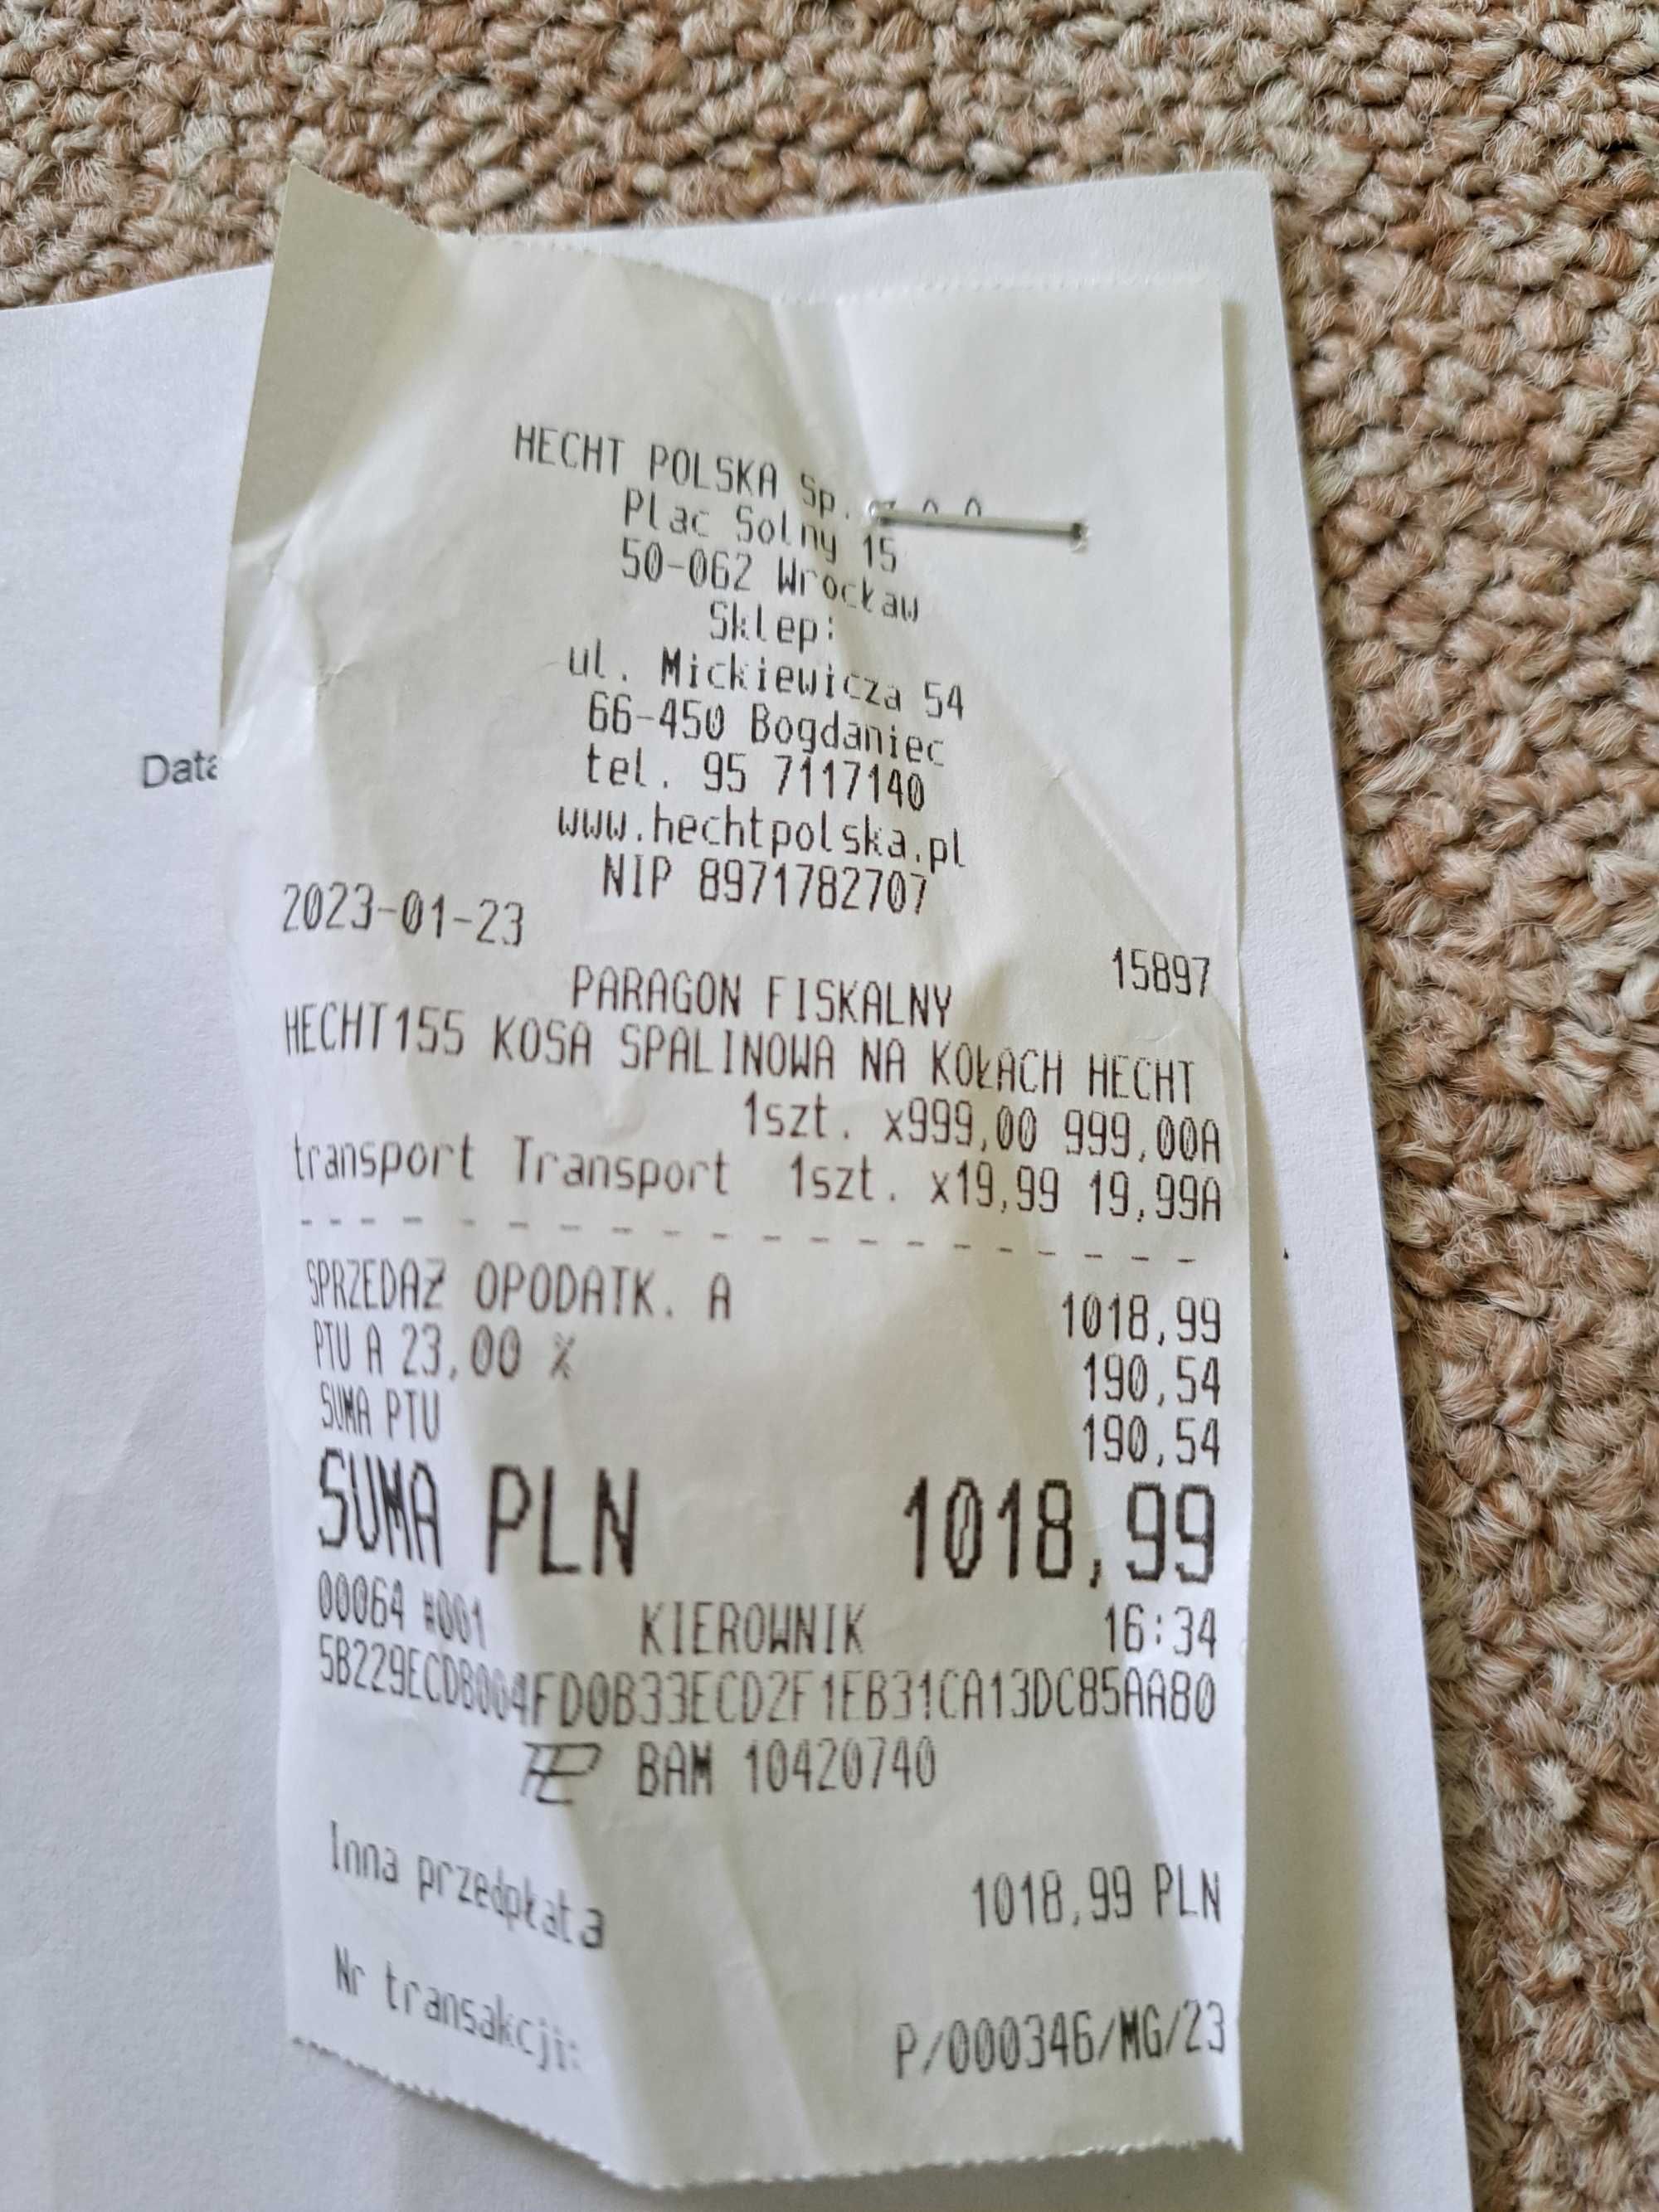 HECHT POLSKA Sp. z o.o.
Plac Solny 15
50-062 Wrocław
Sklep:
ul. Mickiewicza 54
66-450 Bogdaniec
tel. 95 7117140
www.hechtpolska.pl
NIP 8971782707
2023-01-23 15897
PARAGON FISKALNY
HECHT155 KOSA SPALINOWA NA KOŁACH HECHT
1szt. x999,00 999,00A
transport Transport 1szt. x19,99 19,99A
SPRZEDAŻ OPODATK. A 1018,99
PTU A 23,00 % 190,54
SUMA PTU 190,54
SUMA PLN 1018,99
00064 #001 KIEROWNIK 16:34
5B229ECDB004FD0B33ECD2F1EB31CA13DC85AA80
BAM 10420740
Inna przedpłata 1018,99 PLN
Nr transakcji: P/000346/MG/23
Data